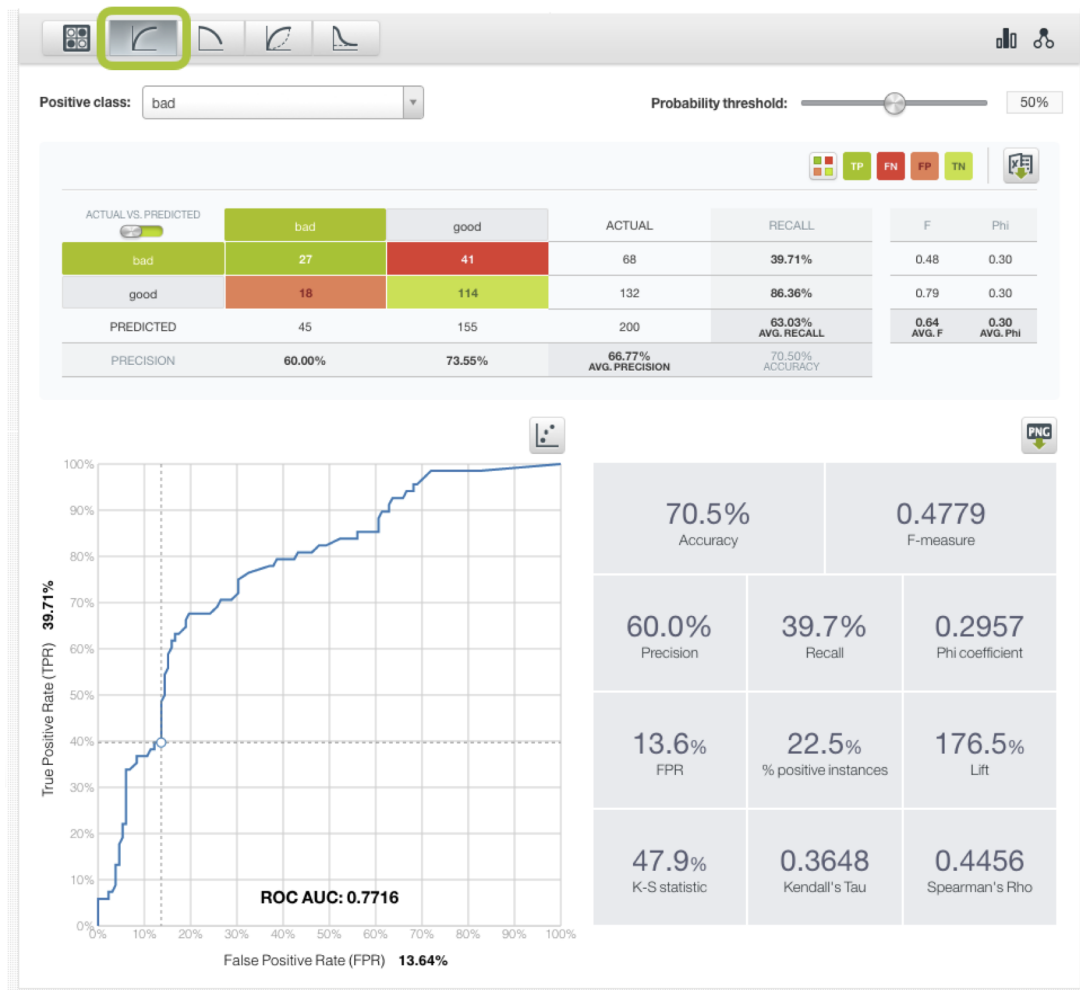 Positive class: bad Probability threshold: 50%
TP FN FP TN
ACTUAL VS. PREDICTED bad good ACTUAL RECALL F Phi
bad 27 41 68 39.71% 0.48 0.30
good 18 114 132 86.36% 0.79 0.30
PREDICTED 45 155 200 63.03% AVG. RECALL 0.64 AVG. F 0.30 AVG. Phi
PRECISION 60.00% 73.55% 66.77% AVG. PRECISION 70.50% ACCURACY
PNG
100%
90%
80%
70%
60%
50%
40%
30%
20%
10%
0%
True Positive Rate (TPR) 39.71%
ROC AUC: 0.7716
0% 10% 20% 30% 40% 50% 60% 70% 80% 90% 100%
False Positive Rate (FPR) 13.64%
70.5% 0.4779
Accuracy F-measure
60.0% 39.7% 0.2957
Precision Recall Phi coefficient
13.6% 22.5% 176.5%
FPR % positive instances Lift
47.9% 0.3648 0.4456
K-S statistic Kendall's Tau Spearman's Rho